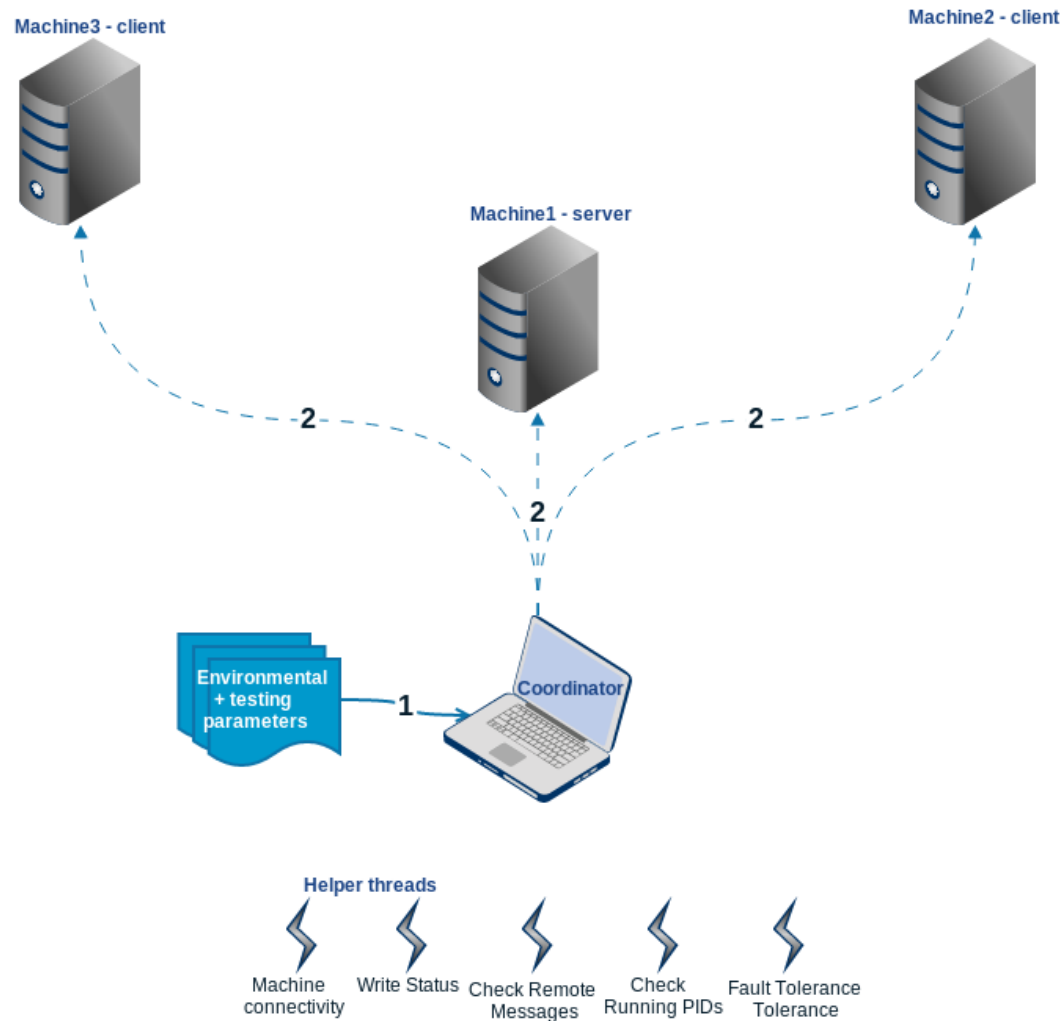 Machine3 - client
Machine2 - client
Machine1 - server
2
2
2
Environmental
+ testing
parameters
1
Coordinator
Helper threads
Machine
connectivity
Write Status
Check Remote
Messages
Check
Running PIDs
Fault Tolerance
Tolerance